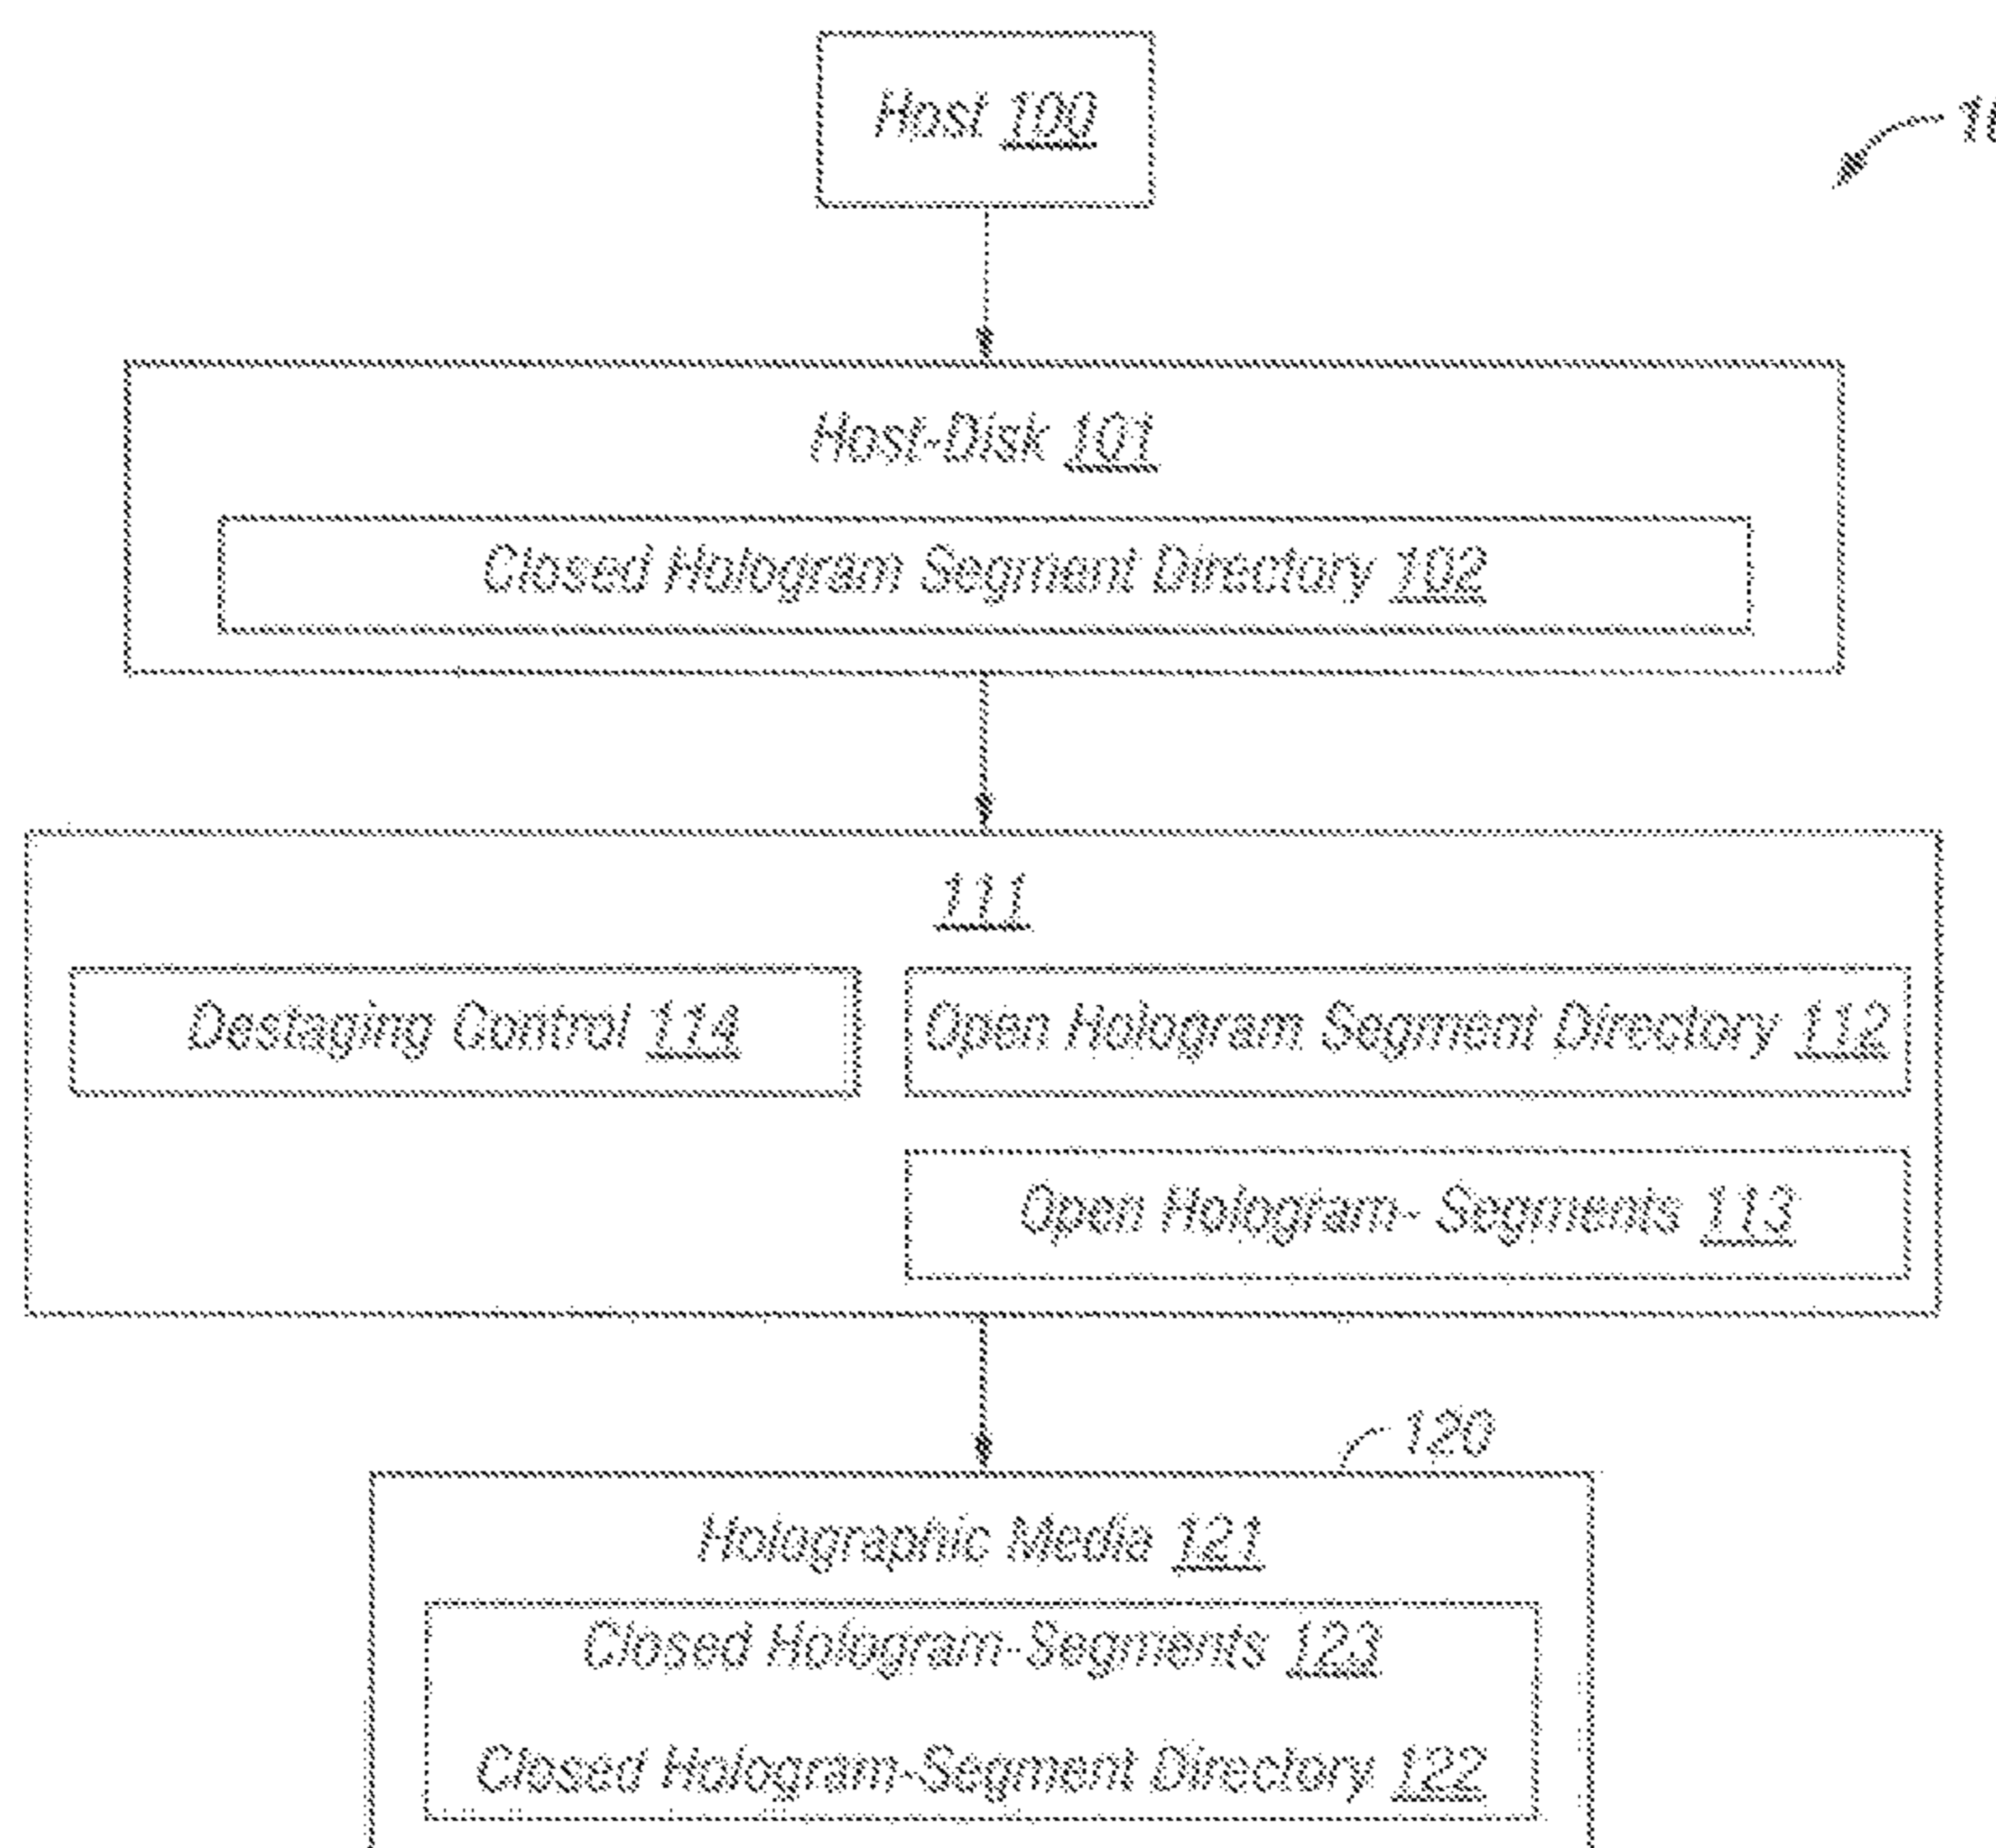 Host 100
Host-Disk 101
Closed Hologram Segment Directory 102
111
Destaging Control 114
Open Hologram Segment Directory 112
Open Hologram- Segments 113
120
Holographic Media 121
Closed Hologram-Segments 123
Closed Hologram-Segment Directory 122